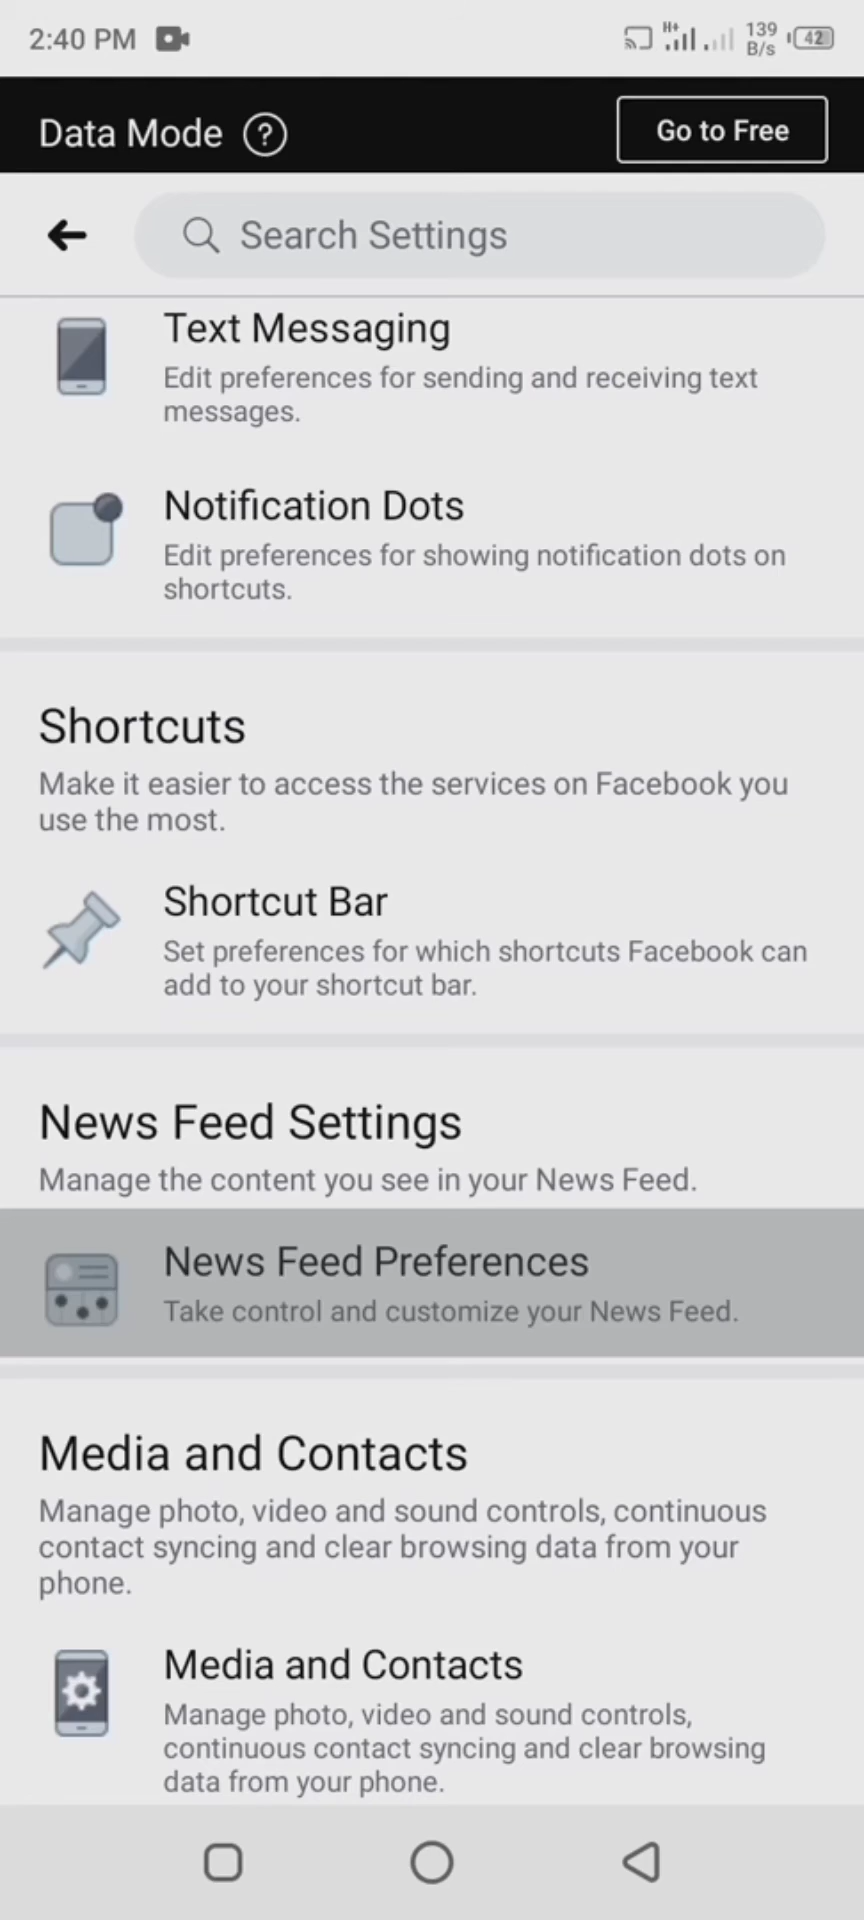 2:40 PM
H+
139
B/s
42
Data Mode ?
Go to Free
Search Settings
Text Messaging
Edit preferences for sending and receiving text
messages.
Notification Dots
Edit preferences for showing notification dots on
shortcuts.
Shortcuts
Make it easier to access the services on Facebook you
use the most.
Shortcut Bar
Set preferences for which shortcuts Facebook can
add to your shortcut bar.
News Feed Settings
Manage the content you see in your News Feed.
News Feed Preferences
Take control and customize your News Feed.
Media and Contacts
Manage photo, video and sound controls, continuous
contact syncing and clear browsing data from your
phone.
Media and Contacts
Manage photo, video and sound controls,
continuous contact syncing and clear browsing
data from your phone.